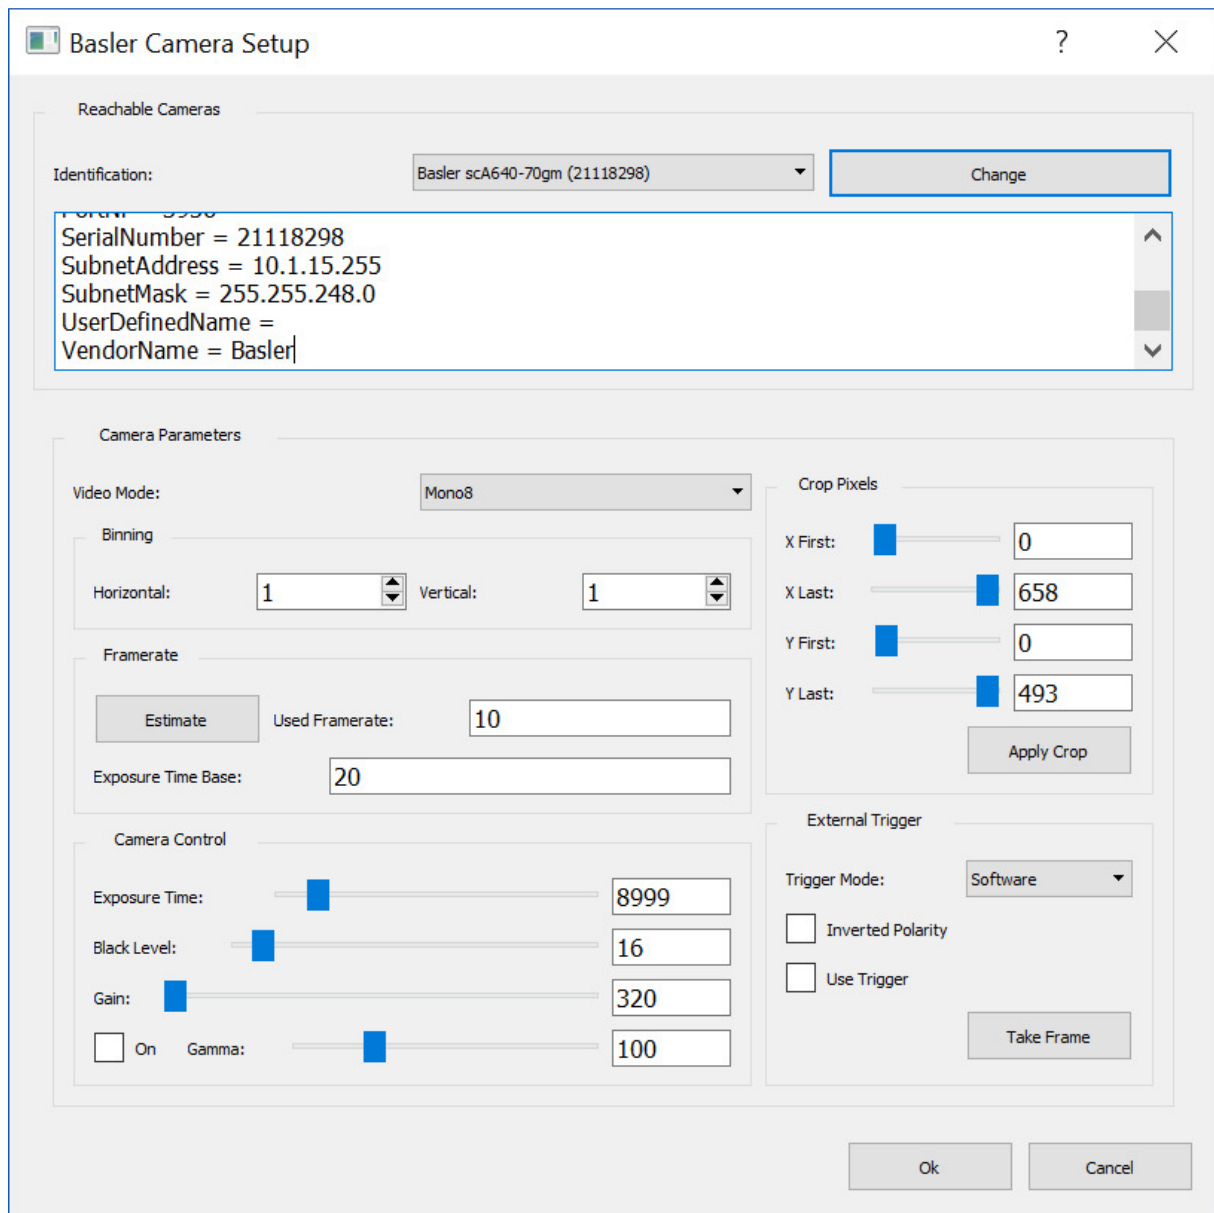 Basler Camera Setup ?
Reachable Cameras
Identification: Basler scA640-70gm (21118298) Change
SerialNumber = 21118298
SubnetAddress = 10.1.15.255
SubnetMask = 255.255.248.0
UserDefinedName =
VendorName = Basler
Camera Parameters
Video Mode: Mono8
Binning
Horizontal: 1 Vertical: 1
Framerate
Estimate Used Framerate: 10
Exposure Time Base: 20
Camera Control
Exposure Time: 8999
Black Level: 16
Gain: 320
On Gamma: 100
Crop Pixels
X First: 0
X Last: 658
Y First: 0
Y Last: 493
Apply Crop
External Trigger
Trigger Mode: Software
Inverted Polarity
Use Trigger
Take Frame
Ok Cancel